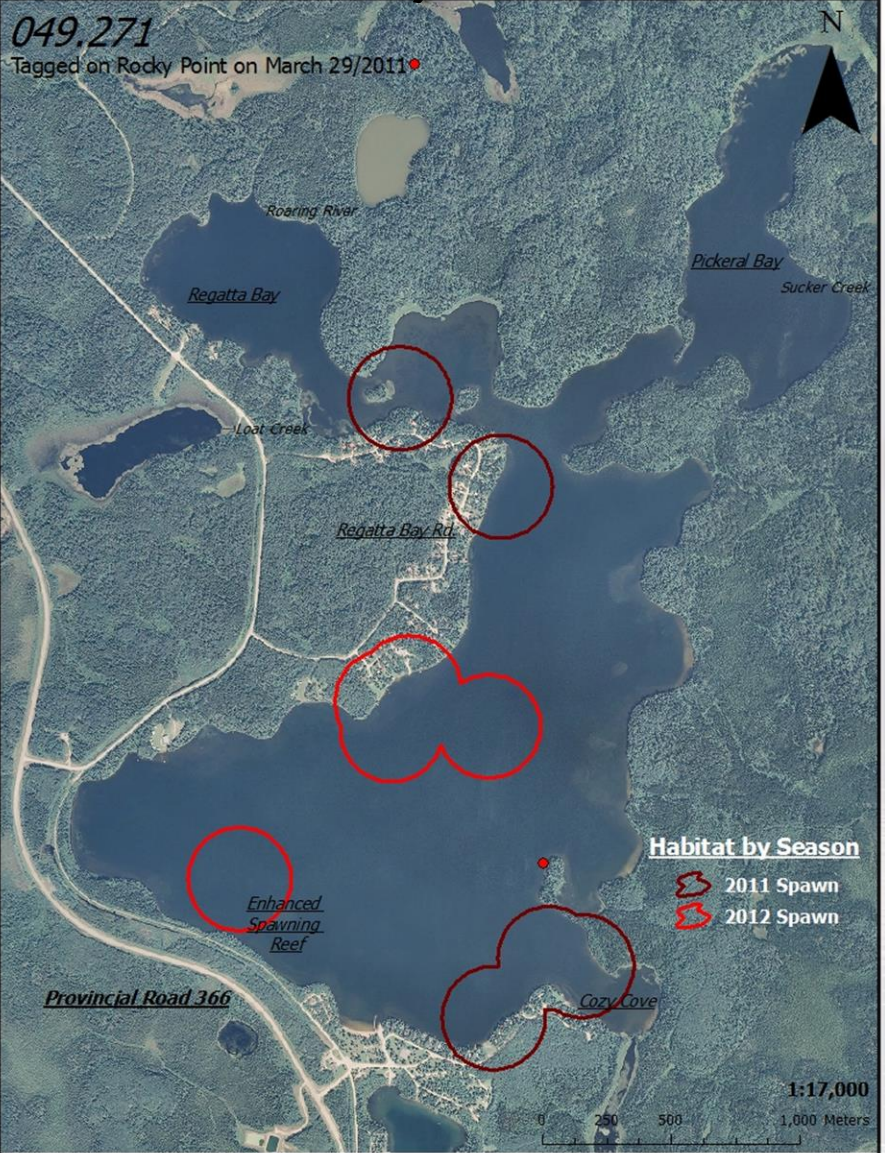 049.271
Tagged on Rocky Point on March 29/2011
N
Roaring River
Pickeral Bay
Sucker Creek
Regatta Bay
Loat Creek
Regatta Bay Rd.
Habitat by Season
2011 Spawn
2012 Spawn
Enhanced
Spawning
Reef
Provincial Road 366
Cozy Cove
1:17,000
0 250 500 1,000 Meters